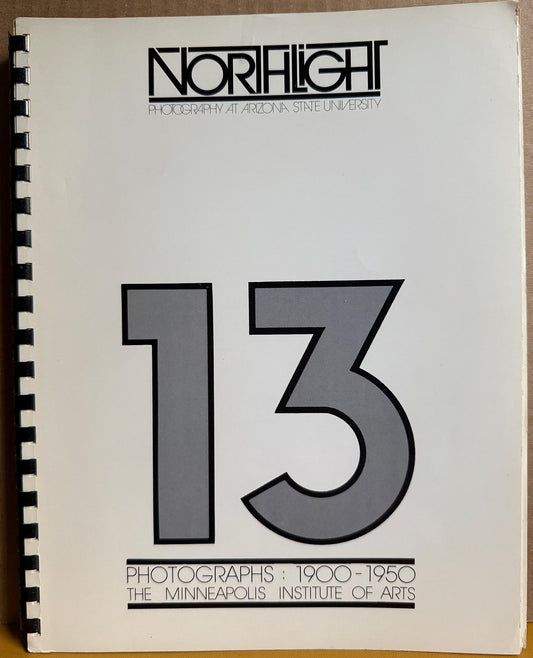 NORTHLIGHT
PHOTOGRAPHY AT ARIZONA STATE UNIVERSITY
13
PHOTOGRAPHS : 1900-1950
THE MINNEAPOLIS INSTITUTE OF ARTS